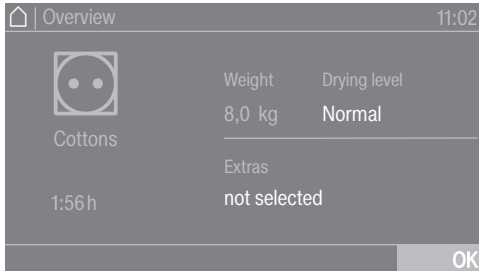 Overview
11:02
Weight
Drying level
8,0 kg
Normal
Cottons
Extras
1:56 h
not selected
OK